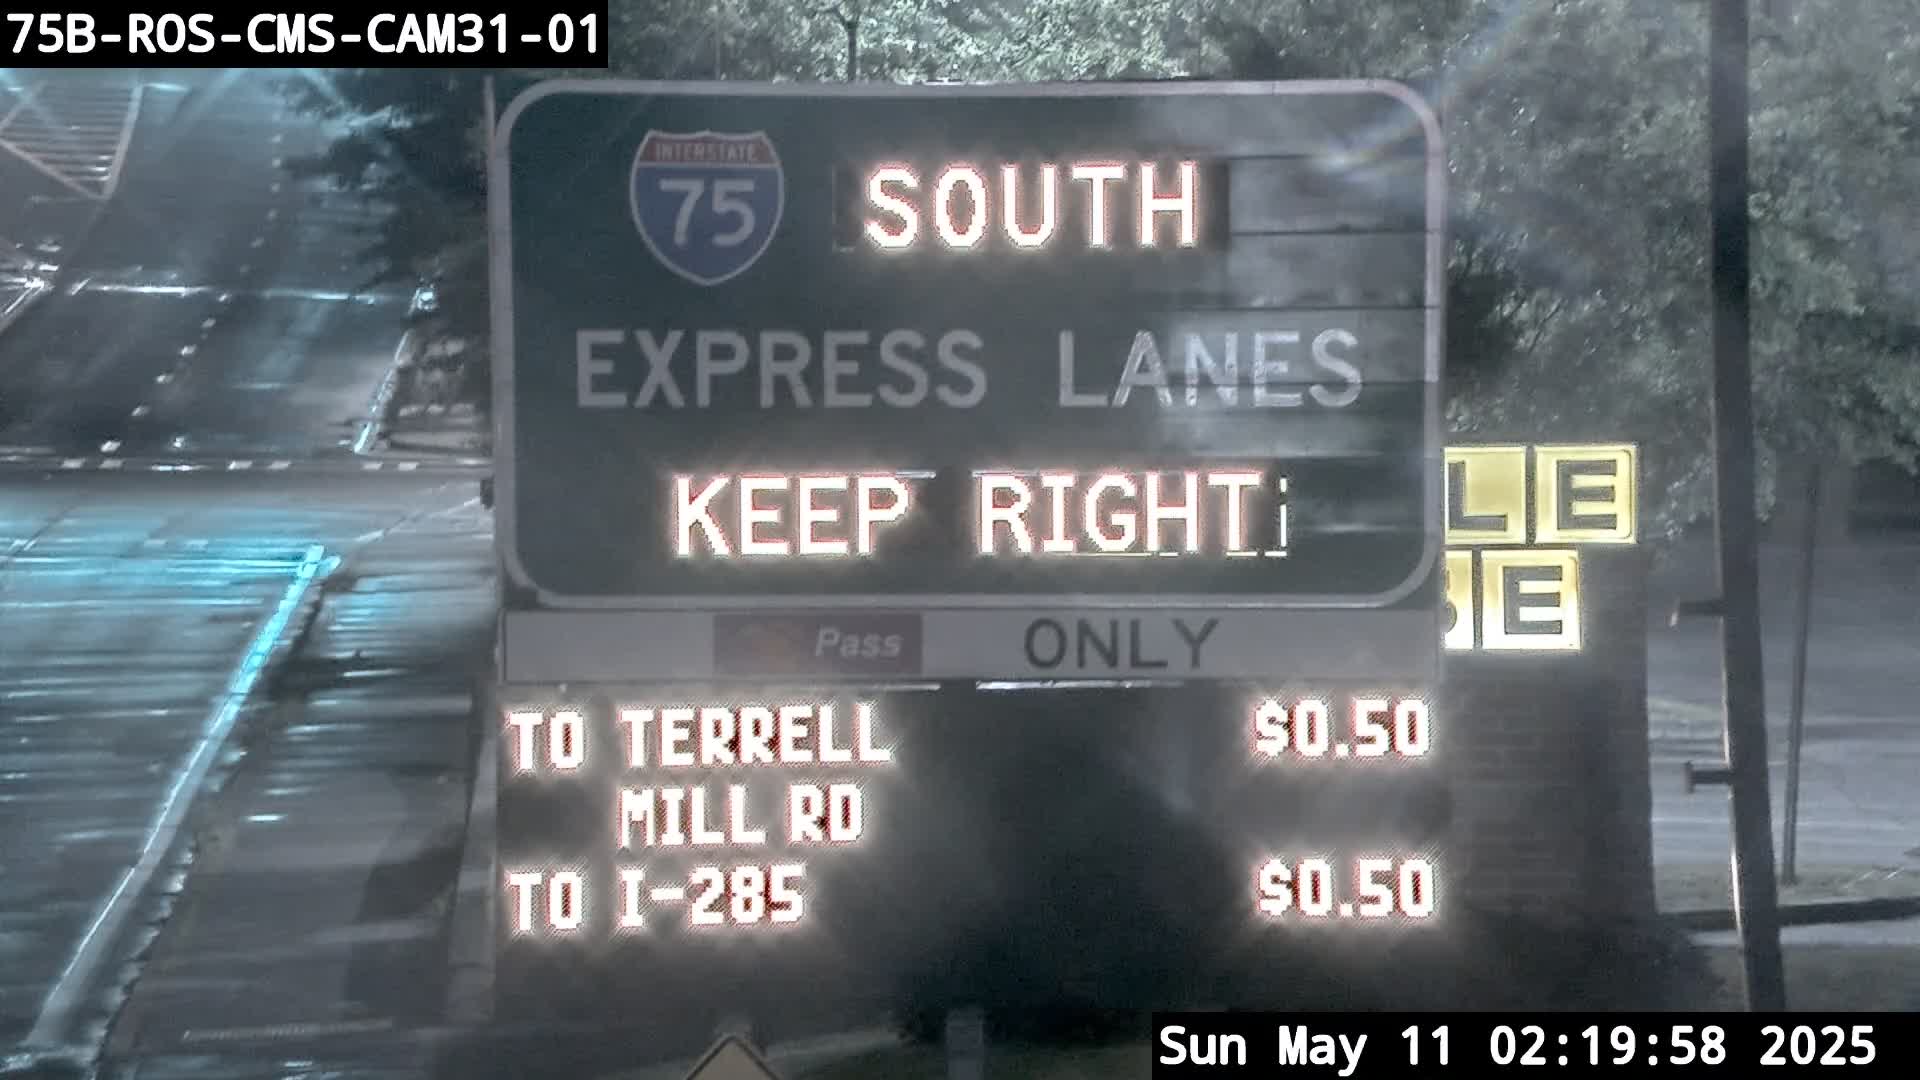 75B-ROS-CMS-CAM31-01
INTERSTATE
75
SOUTH
EXPRESS LANES
KEEP RIGHT
Pass ONLY
TO TERRELL $0.50
MILL RD
TO I-285 $0.50
LE
E
Sun May 11 02:19:58 2025